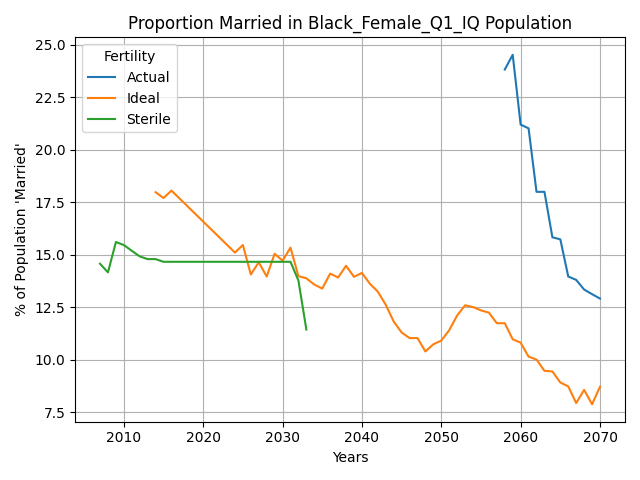 Proportion Married in Black_Female_Q1_IQ Population
Fertility
Actual
Ideal
Sterile
% of Population 'Married'
25.0
22.5
20.0
17.5
15.0
12.5
10.0
7.5
2010 2020 2030 2040 2050 2060 2070
Years